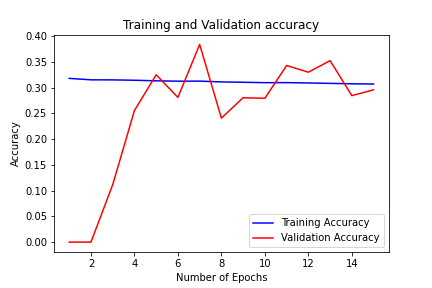 Training and Validation accuracy
0.40
0.35
0.30
0.25
0.20
0.15
0.10
0.05
0.00
Accuracy
Training Accuracy
Validation Accuracy
2 4 6 8 10 12 14
Number of Epochs